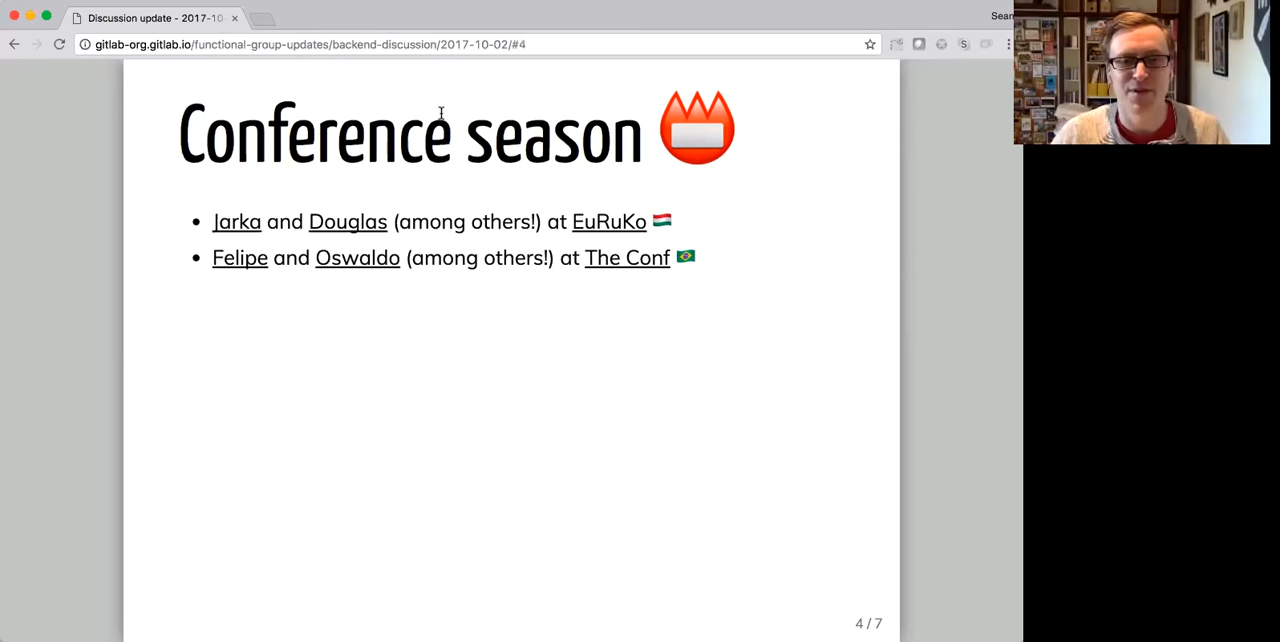 Discussion update - 2017-10
Sean
gitlab-org.gitlab.io/functional-group-updates/backend-discussion/2017-10-02/#4
S
Conference season
• Jarka and Douglas (among others!) at EuRuKo
• Felipe and Oswaldo (among others!) at The Conf
4 / 7